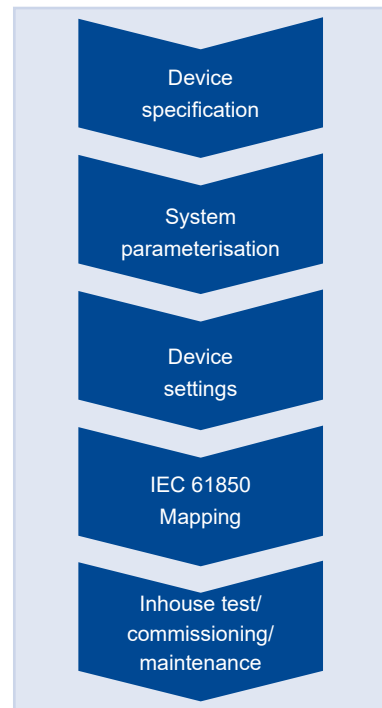 Device
specification
System
parameterisation
Device
settings
IEC 61850
Mapping
Inhouse test/
commissioning/
maintenance